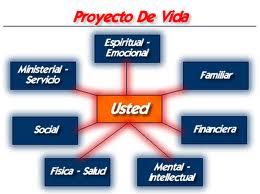 Proyecto De Vida
Espiritual -
Emocional
Ministerial -
Servicio
Familiar
Usted
Social
Financiera
Fisica - Salud
Mental -
Intellectual